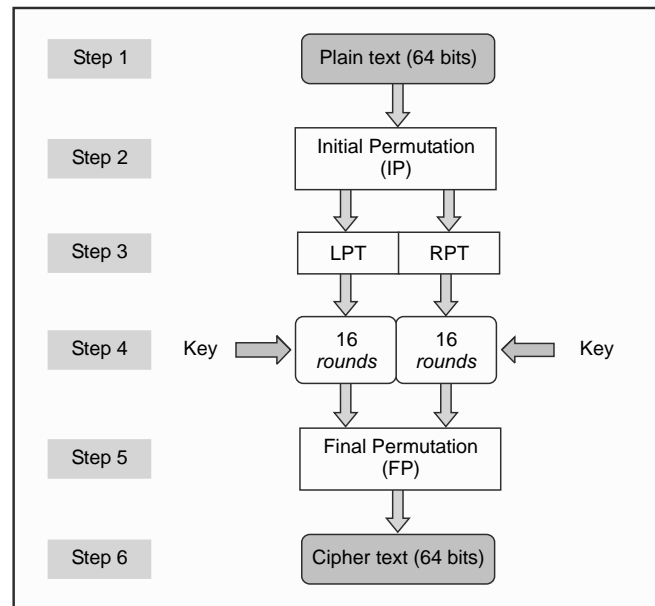 Step 1
Plain text (64 bits)
Step 2
Initial Permutation
(IP)
Step 3
LPT
RPT
Step 4
Key
16
rounds
16
rounds
Key
Step 5
Final Permutation
(FP)
Step 6
Cipher text (64 bits)